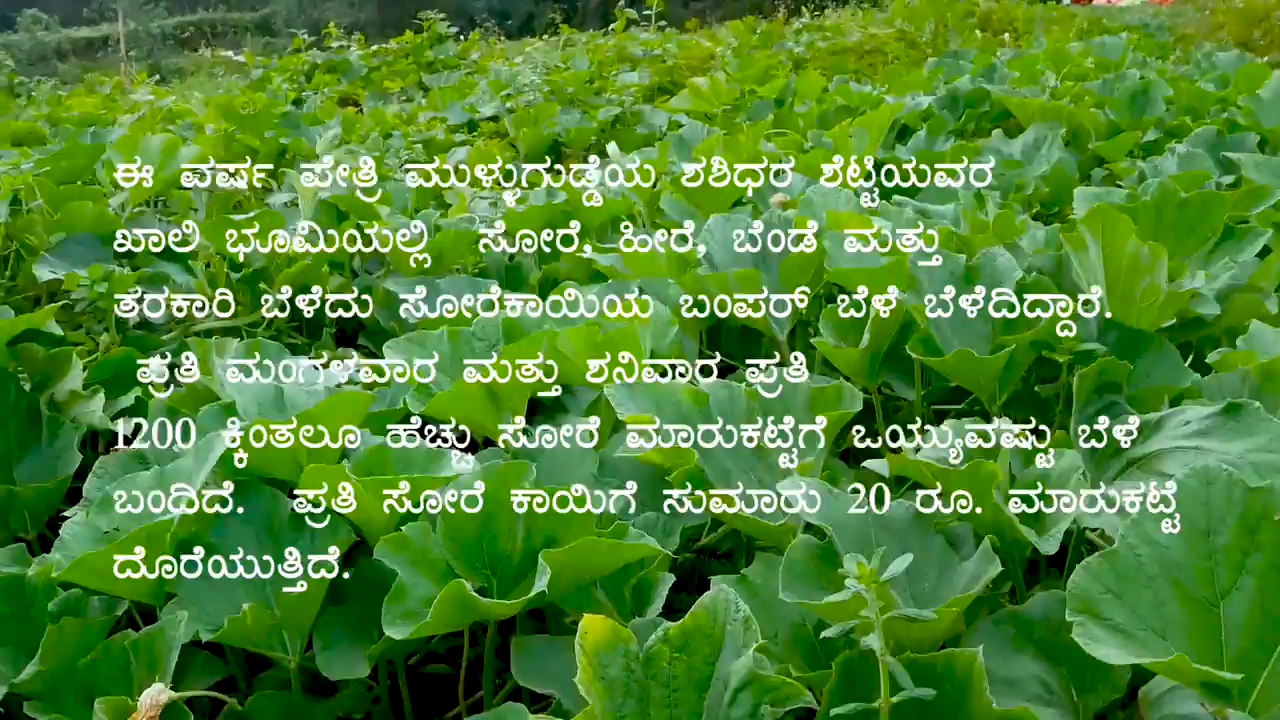 ಈ ವರ್ಷ ಪೇತ್ರಿ ಮುಳ್ಳುಗುಡ್ಡೆಯ ಶಶಿಧರ ಶೆಟ್ಟಿಯವರ
ಖಾಲಿ ಭೂಮಿಯಲ್ಲಿ ಸೋರೆ, ಹೀರೆ, ಬೆಂಡೆ ಮತ್ತು
ತರಕಾರಿ ಬೆಳೆದು ಸೋರೆಕಾಯಿಯ ಬಂಪರ್ ಬೆಳೆ ಬೆಳೆದಿದ್ದಾರೆ.
ಪ್ರತಿ ಮಂಗಳವಾರ ಮತ್ತು ಶನಿವಾರ ಪ್ರತಿ
1200 ಕ್ಕಿಂತಲೂ ಹೆಚ್ಚು ಸೋರೆ ಮಾರುಕಟ್ಟೆಗೆ ಒಯ್ಯುವಷ್ಟು ಬೆಳೆ
ಬಂದಿದೆ. ಪ್ರತಿ ಸೋರೆ ಕಾಯಿಗೆ ಸುಮಾರು 20 ರೂ. ಮಾರುಕಟ್ಟೆ
ದೊರೆಯುತ್ತಿದೆ.